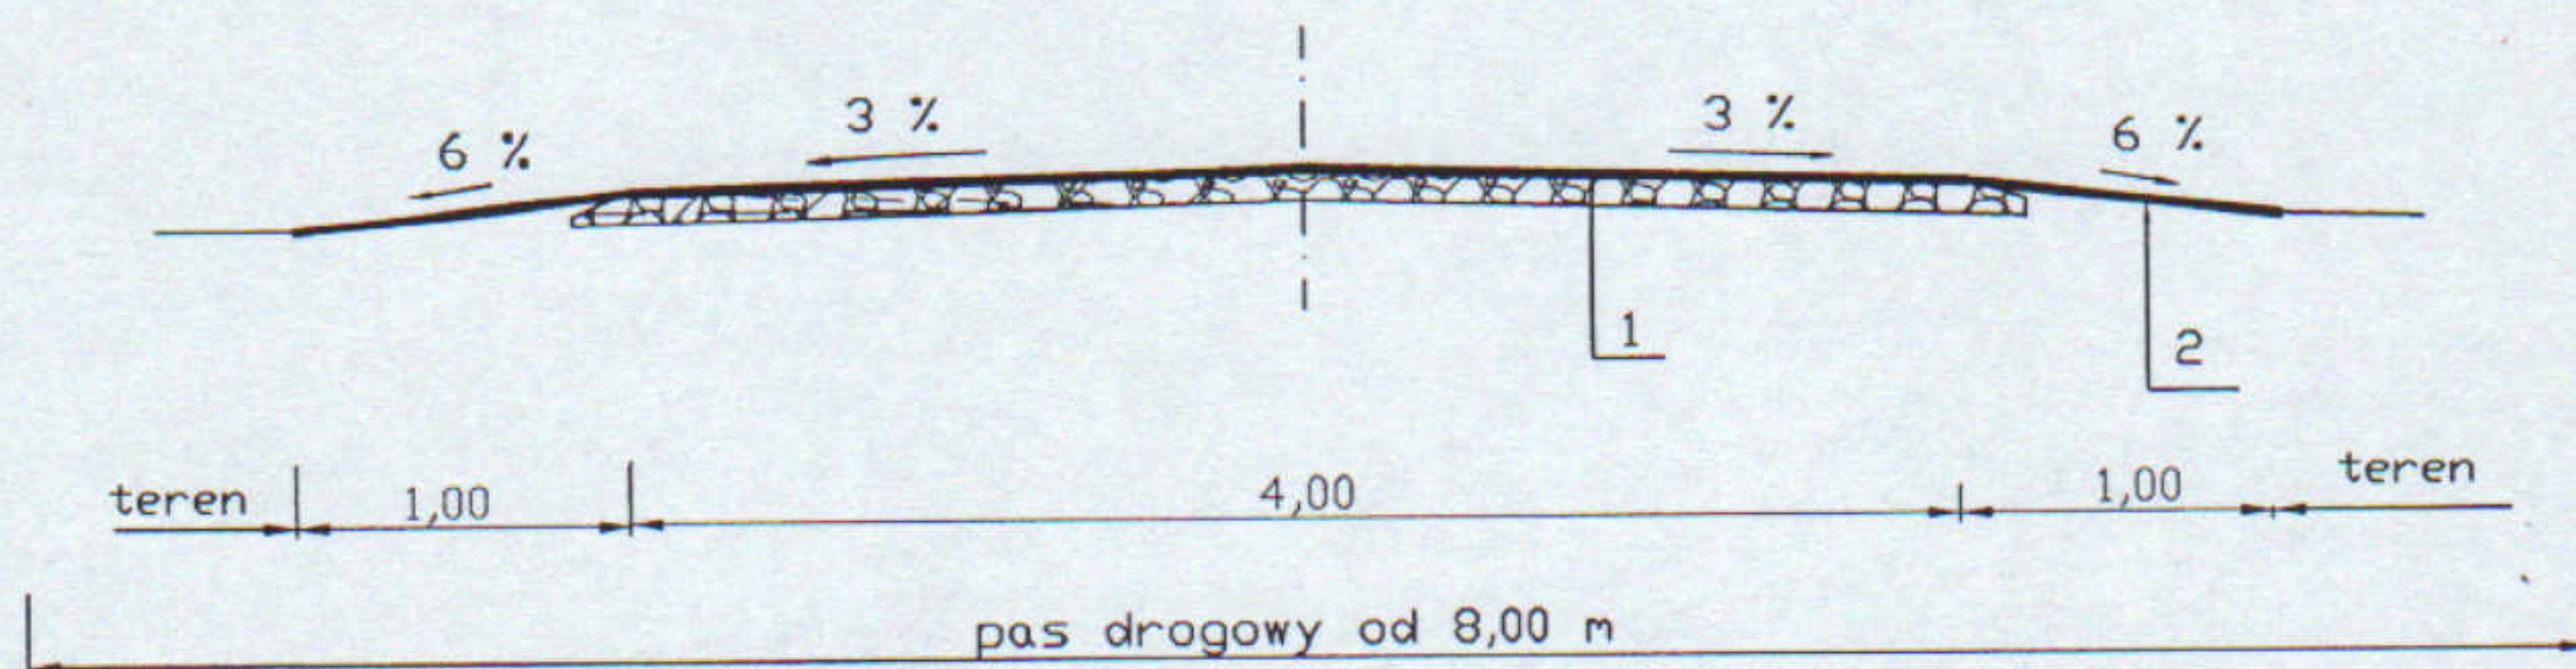 6 % 3 % 3 % 6 %
1
2
teren 1,00 4,00 1,00 teren
pas drogowy od 8,00 m